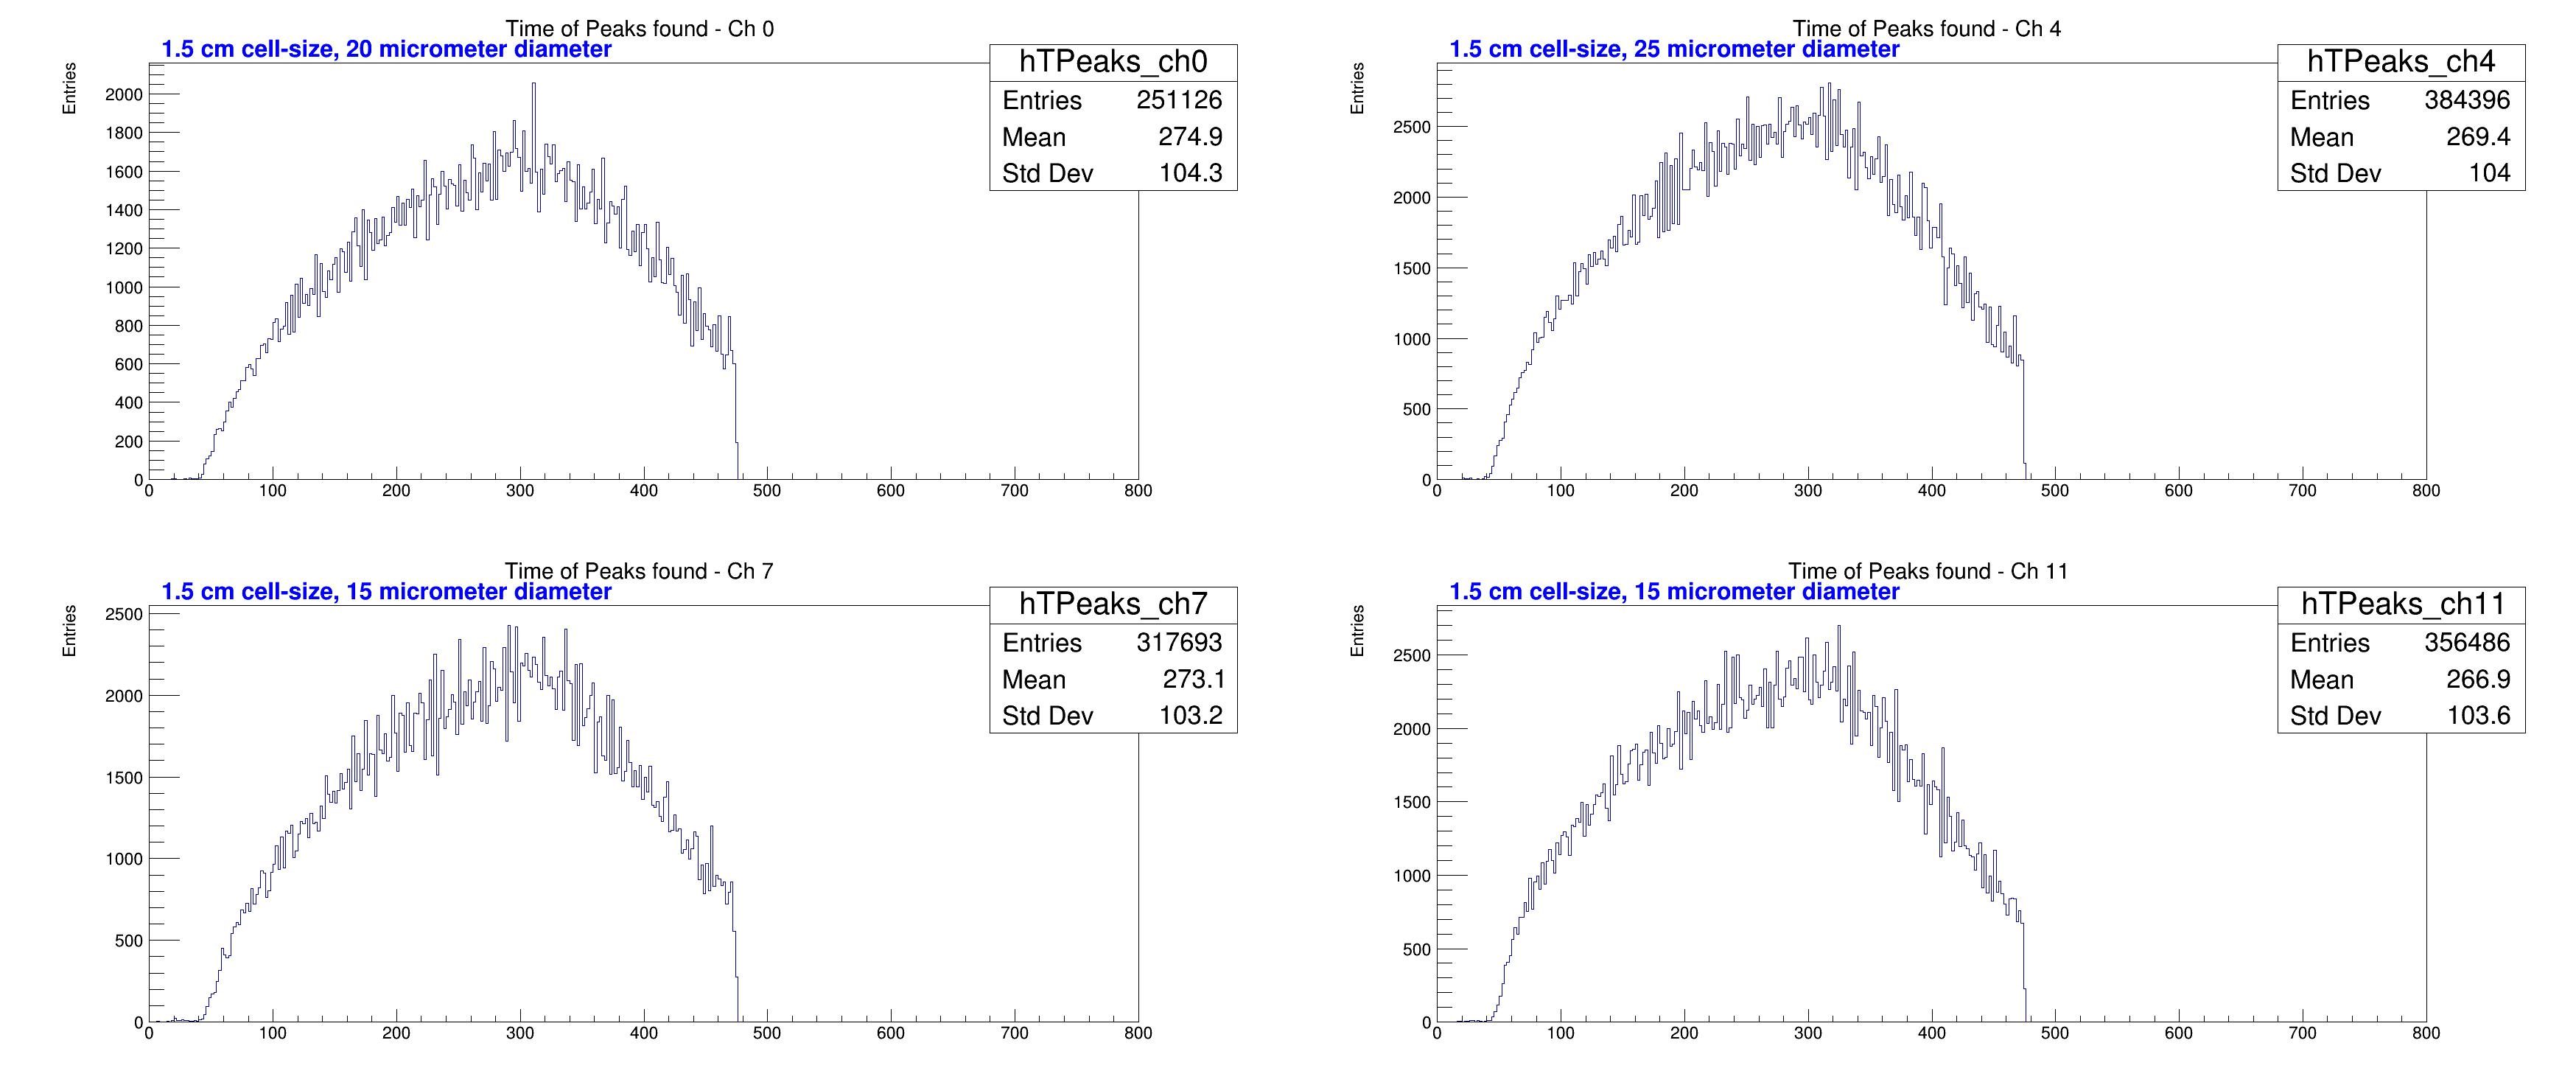 Time of Peaks found - Ch 0
1.5 cm cell-size, 20 micrometer diameter
Entries
hTPeaks_ch0
Entries 251126
Mean 274.9
Std Dev 104.3
2000
1800
1600
1400
1200
1000
800
600
400
200
0
0 100 200 300 400 500 600 700 800
Time of Peaks found - Ch 4
1.5 cm cell-size, 25 micrometer diameter
Entries
hTPeaks_ch4
Entries 384396
Mean 269.4
Std Dev 104
2500
2000
1500
1000
500
0
0 100 200 300 400 500 600 700 800
Time of Peaks found - Ch 7
1.5 cm cell-size, 15 micrometer diameter
Entries
hTPeaks_ch7
Entries 317693
Mean 273.1
Std Dev 103.2
2500
2000
1500
1000
500
0
0 100 200 300 400 500 600 700 800
Time of Peaks found - Ch 11
1.5 cm cell-size, 15 micrometer diameter
Entries
hTPeaks_ch11
Entries 356486
Mean 266.9
Std Dev 103.6
2500
2000
1500
1000
500
0
0 100 200 300 400 500 600 700 800